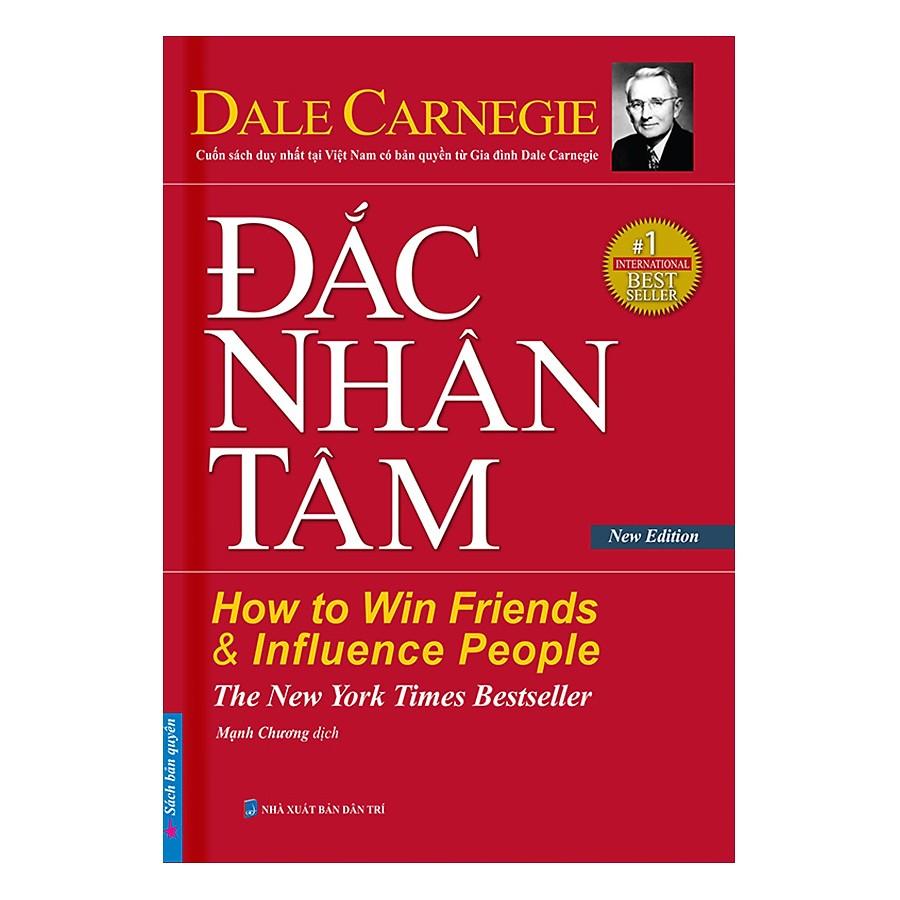 DALE CARNEGIE
Cuốn sách duy nhất tại Việt Nam có bản quyền từ Gia đình Dale Carnegie
ĐẮC
NHÂN
TÂM
#1
INTERNATIONAL
BEST
SELLER
New Edition
How to Win Friends
& Influence People
The New York Times Bestseller
Mạnh Chương dịch
Sách bản quyền
NHÀ XUẤT BẢN DÂN TRÍ